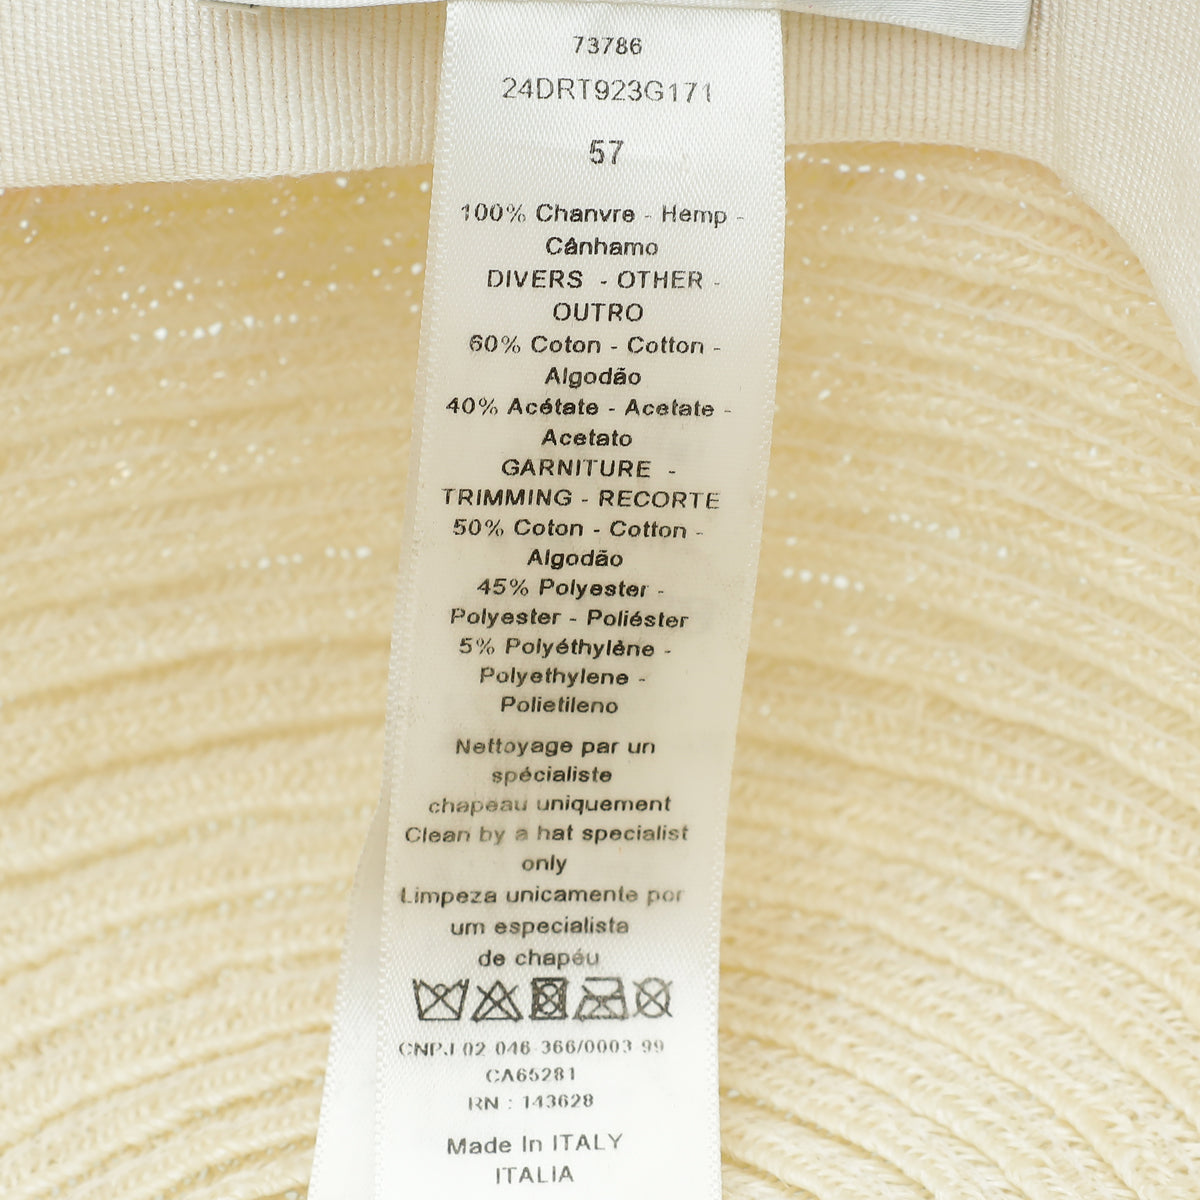 73786
24DRT923G171
57
100% Chanvre - Hemp -
Cânhamo
DIVERS - OTHER -
OUTRO
60% Coton - Cotton -
Algodão
40% Acétate - Acetate -
Acetato
GARNITURE -
TRIMMING - RECORTE
50% Coton - Cotton -
Algodão
45% Polyester -
Polyester - Poliéster
5% Polyéthylène -
Polyethylene -
Polietileno
Nettoyage par un
spécialiste
chapeau uniquement
Clean by a hat specialist
only
Limpeza unicamente por
um especialista
de chapéu
CNPJ 02 046 366/0003 99
CA65281
RN : 143628
Made In ITALY
ITALIA